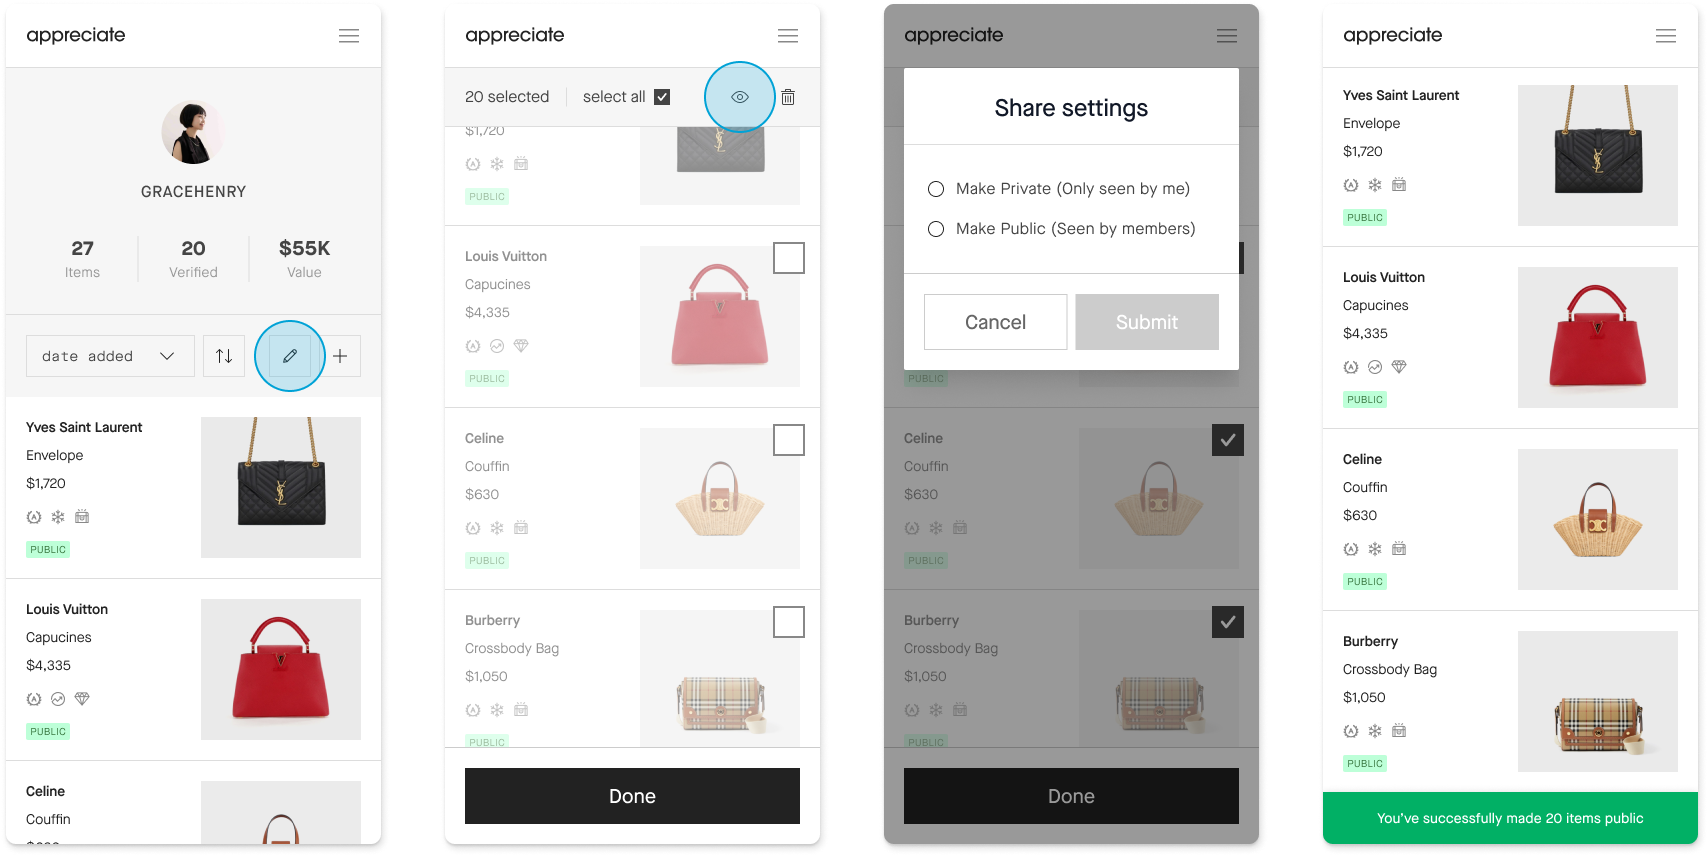 appreciate
GRACEHENRY
27
Items
20
Verified
$55K
Value
date added
Yves Saint Laurent
Envelope
$1,720
PUBLIC
Louis Vuitton
Capucines
$4,335
PUBLIC
Celine
Couffin
appreciate
20 selected
select all
$1,720
PUBLIC
Louis Vuitton
Capucines
$4,335
PUBLIC
Celine
Couffin
$630
PUBLIC
Burberry
Crossbody Bag
$1,050
PUBLIC
Done
appreciate
Share settings
Make Private (Only seen by me)
Make Public (Seen by members)
Cancel
Submit
PUBLIC
Celine
Couffin
$630
PUBLIC
Burberry
Crossbody Bag
$1,050
PUBLIC
Done
appreciate
Yves Saint Laurent
Envelope
$1,720
PUBLIC
Louis Vuitton
Capucines
$4,335
PUBLIC
Celine
Couffin
$630
PUBLIC
Burberry
Crossbody Bag
$1,050
PUBLIC
You've successfully made 20 items public